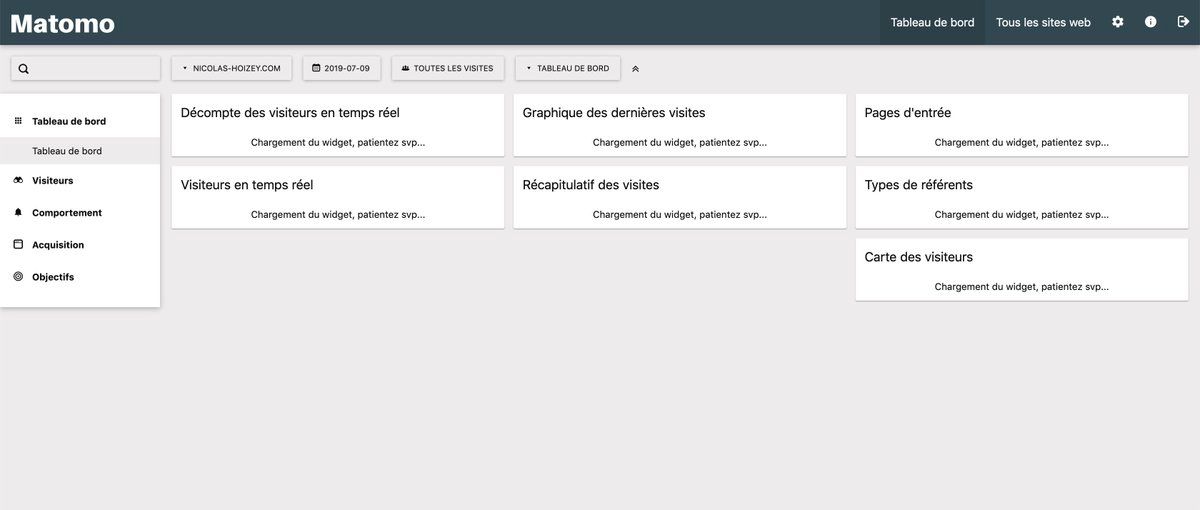 Matomo
Tableau de bord
Tous les sites web
NICOLAS-HOIZEY.COM
2019-07-09
TOUTES LES VISITES
TABLEAU DE BORD
Tableau de bord
Tableau de bord
Visiteurs
Comportement
Acquisition
Objectifs
Décompte des visiteurs en temps réel
Chargement du widget, patientez svp...
Visiteurs en temps réel
Chargement du widget, patientez svp...
Graphique des dernières visites
Chargement du widget, patientez svp...
Récapitulatif des visites
Chargement du widget, patientez svp...
Pages d'entrée
Chargement du widget, patientez svp...
Types de référents
Chargement du widget, patientez svp...
Carte des visiteurs
Chargement du widget, patientez svp...